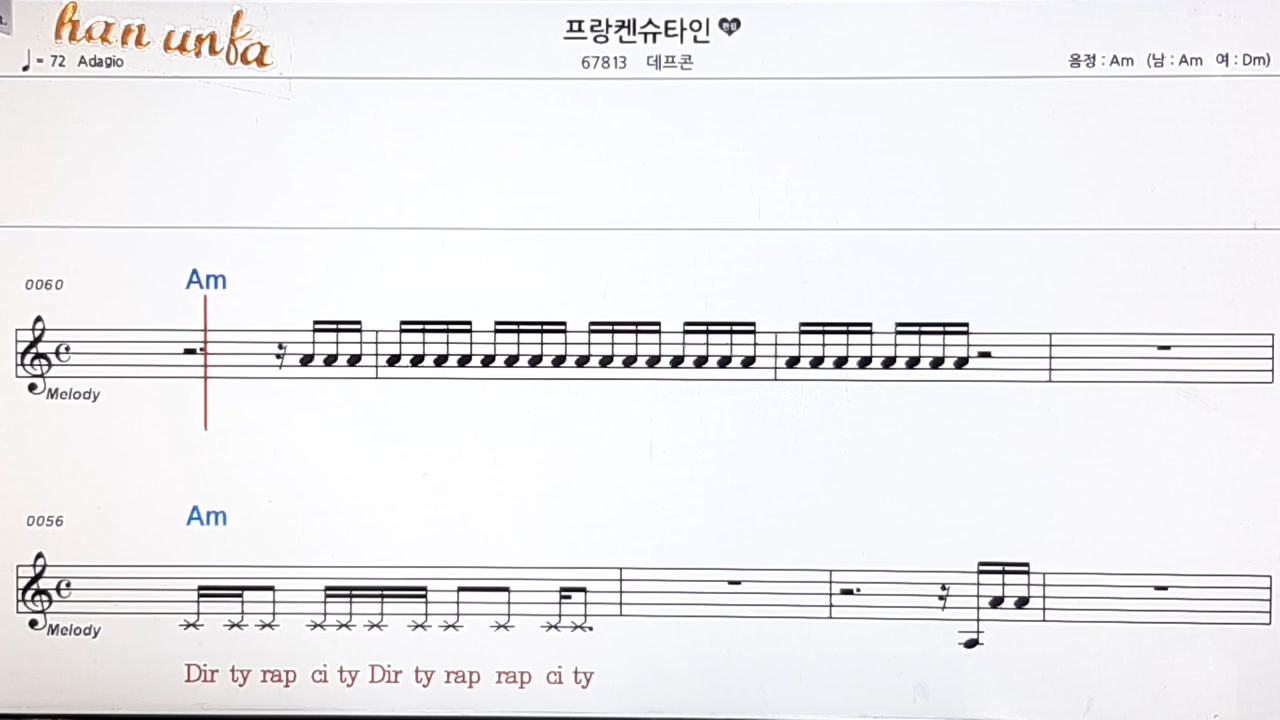 han unfa
프랑켄슈타인
♩ = 72 Adagio
67813 데프콘
음정 : Am (남 : Am 여 : Dm)
0060
Am
Melody
0056
Am
Melody
Dir ty rap ci ty Dir ty rap rap ci ty